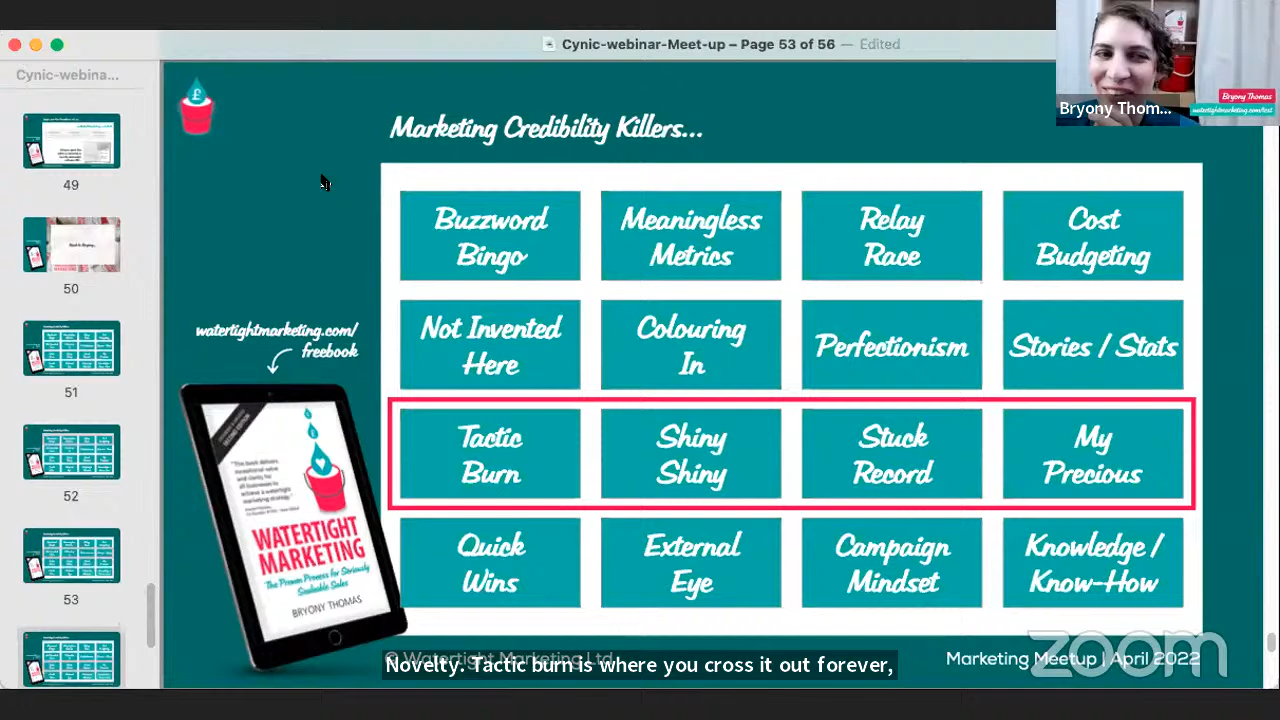 Cynic-webinar-Meet-up – Page 53 of 56 — Edited
Cynic-webina...
49
50
51
52
53
£
Marketing Credibility Killers...
Buzzword
Bingo
Meaningless
Metrics
Relay
Race
Cost
Budgeting
Not Invented
Here
Colouring
In
Perfectionism
Stories / Stats
Tactic
Burn
Shiny
Shiny
Stuck
Record
My
Precious
Quick
Wins
External
Eye
Campaign
Mindset
Knowledge /
Know-How
watertightmarketing.com/
freebook
WATERTIGHT
MARKETING
The Proven Process for Seriously
Scalable Sales
BRYONY THOMAS
© Watertight Marketing Ltd
Novelty. Tactic burn is where you cross it out forever,
Marketing Meetup | April 2022
zoom
Bryony Thom...
Bryony Thomas